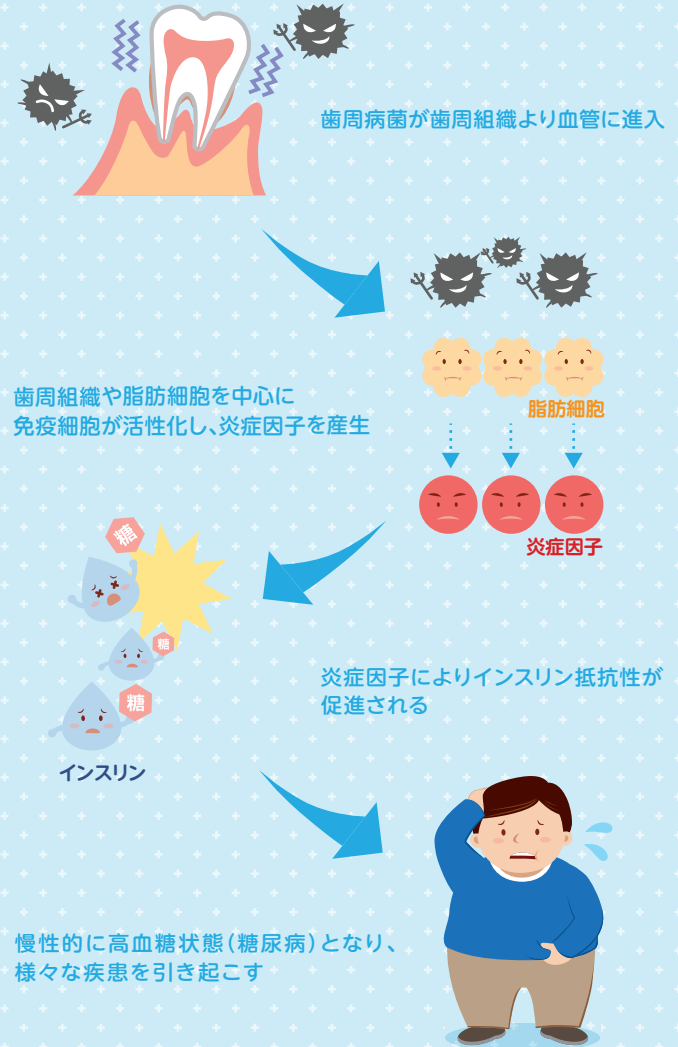 歯周病菌が歯周組織より血管に進入
歯周組織や脂肪細胞を中心に
免疫細胞が活性化し、炎症因子を産生
脂肪細胞
炎症因子
糖
糖
糖
インスリン
炎症因子によりインスリン抵抗性が
促進される
慢性的に高血糖状態（糖尿病）となり、
様々な疾患を引き起こす